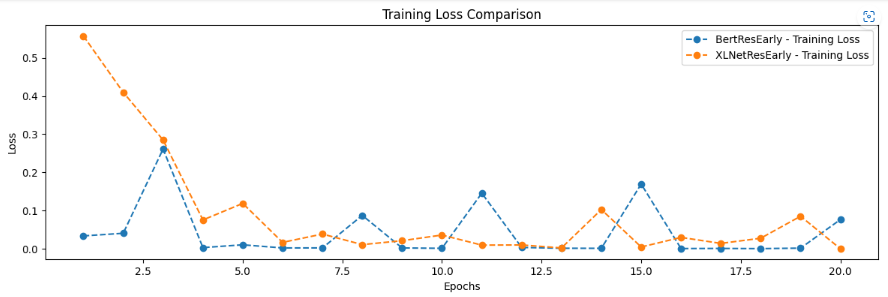 Training Loss Comparison
BertResEarly - Training Loss
XLNetResEarly - Training Loss
Loss
0.5
0.4
0.3
0.2
0.1
0.0
2.5 5.0 7.5 10.0 12.5 15.0 17.5 20.0
Epochs